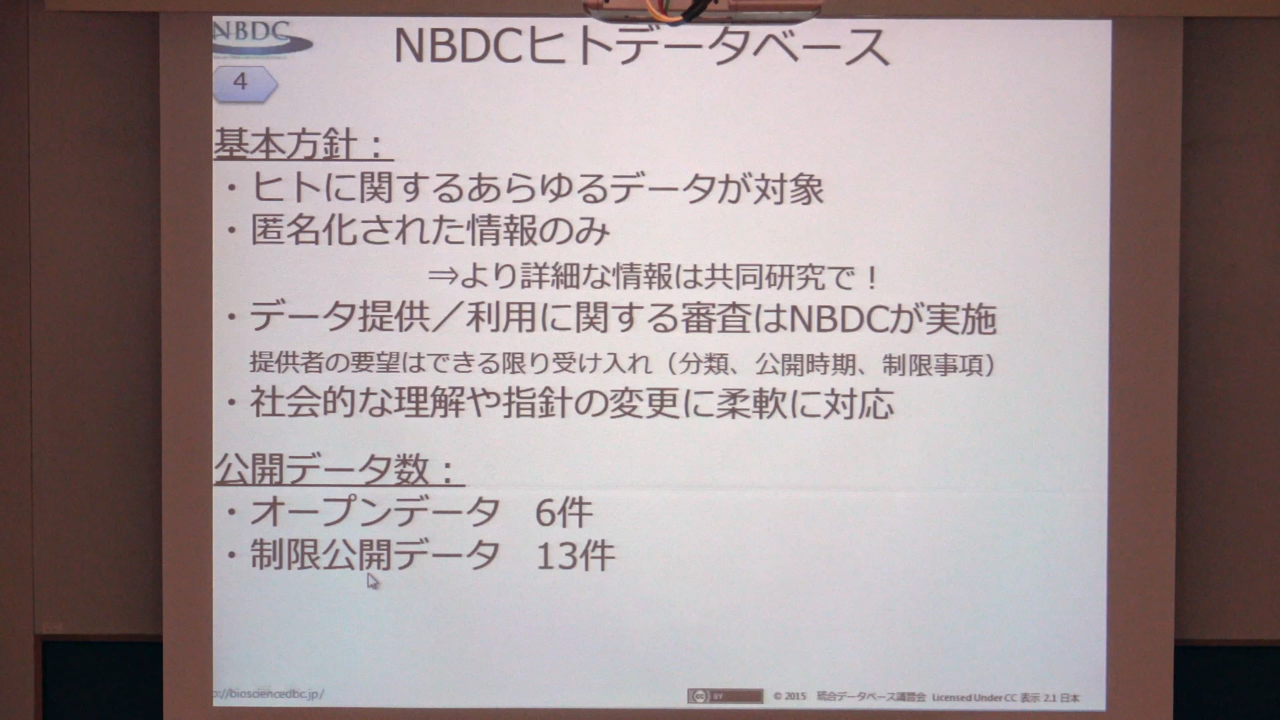 NBDC
NBDCヒトデータベース
4
基本方針：
・ヒトに関するあらゆるデータが対象
・匿名化された情報のみ
⇒より詳細な情報は共同研究で！
・データ提供／利用に関する審査はNBDCが実施
提供者の要望はできる限り受け入れ（分類、公開時期、制限事項）
・社会的な理解や指針の変更に柔軟に対応
公開データ数：
・オープンデータ　6件
・制限公開データ　13件
://biosciencedbc.jp/
cc BY
© 2015　統合データベース講習会　Licensed Under CC 表示 2.1 日本